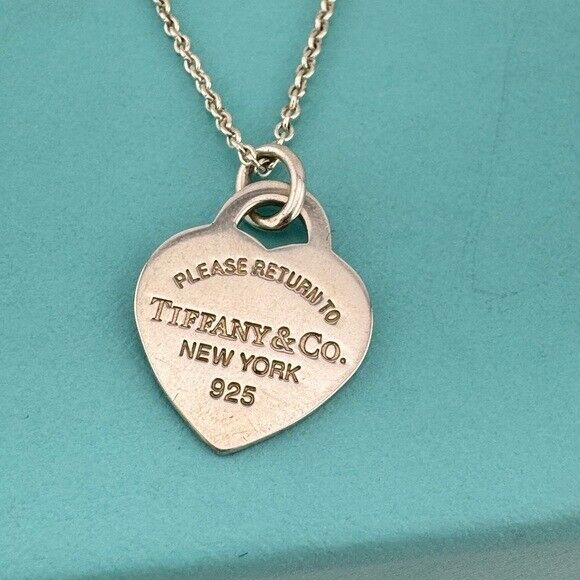 PLEASE RETURN TO
TIFFANY & CO.
NEW YORK
925